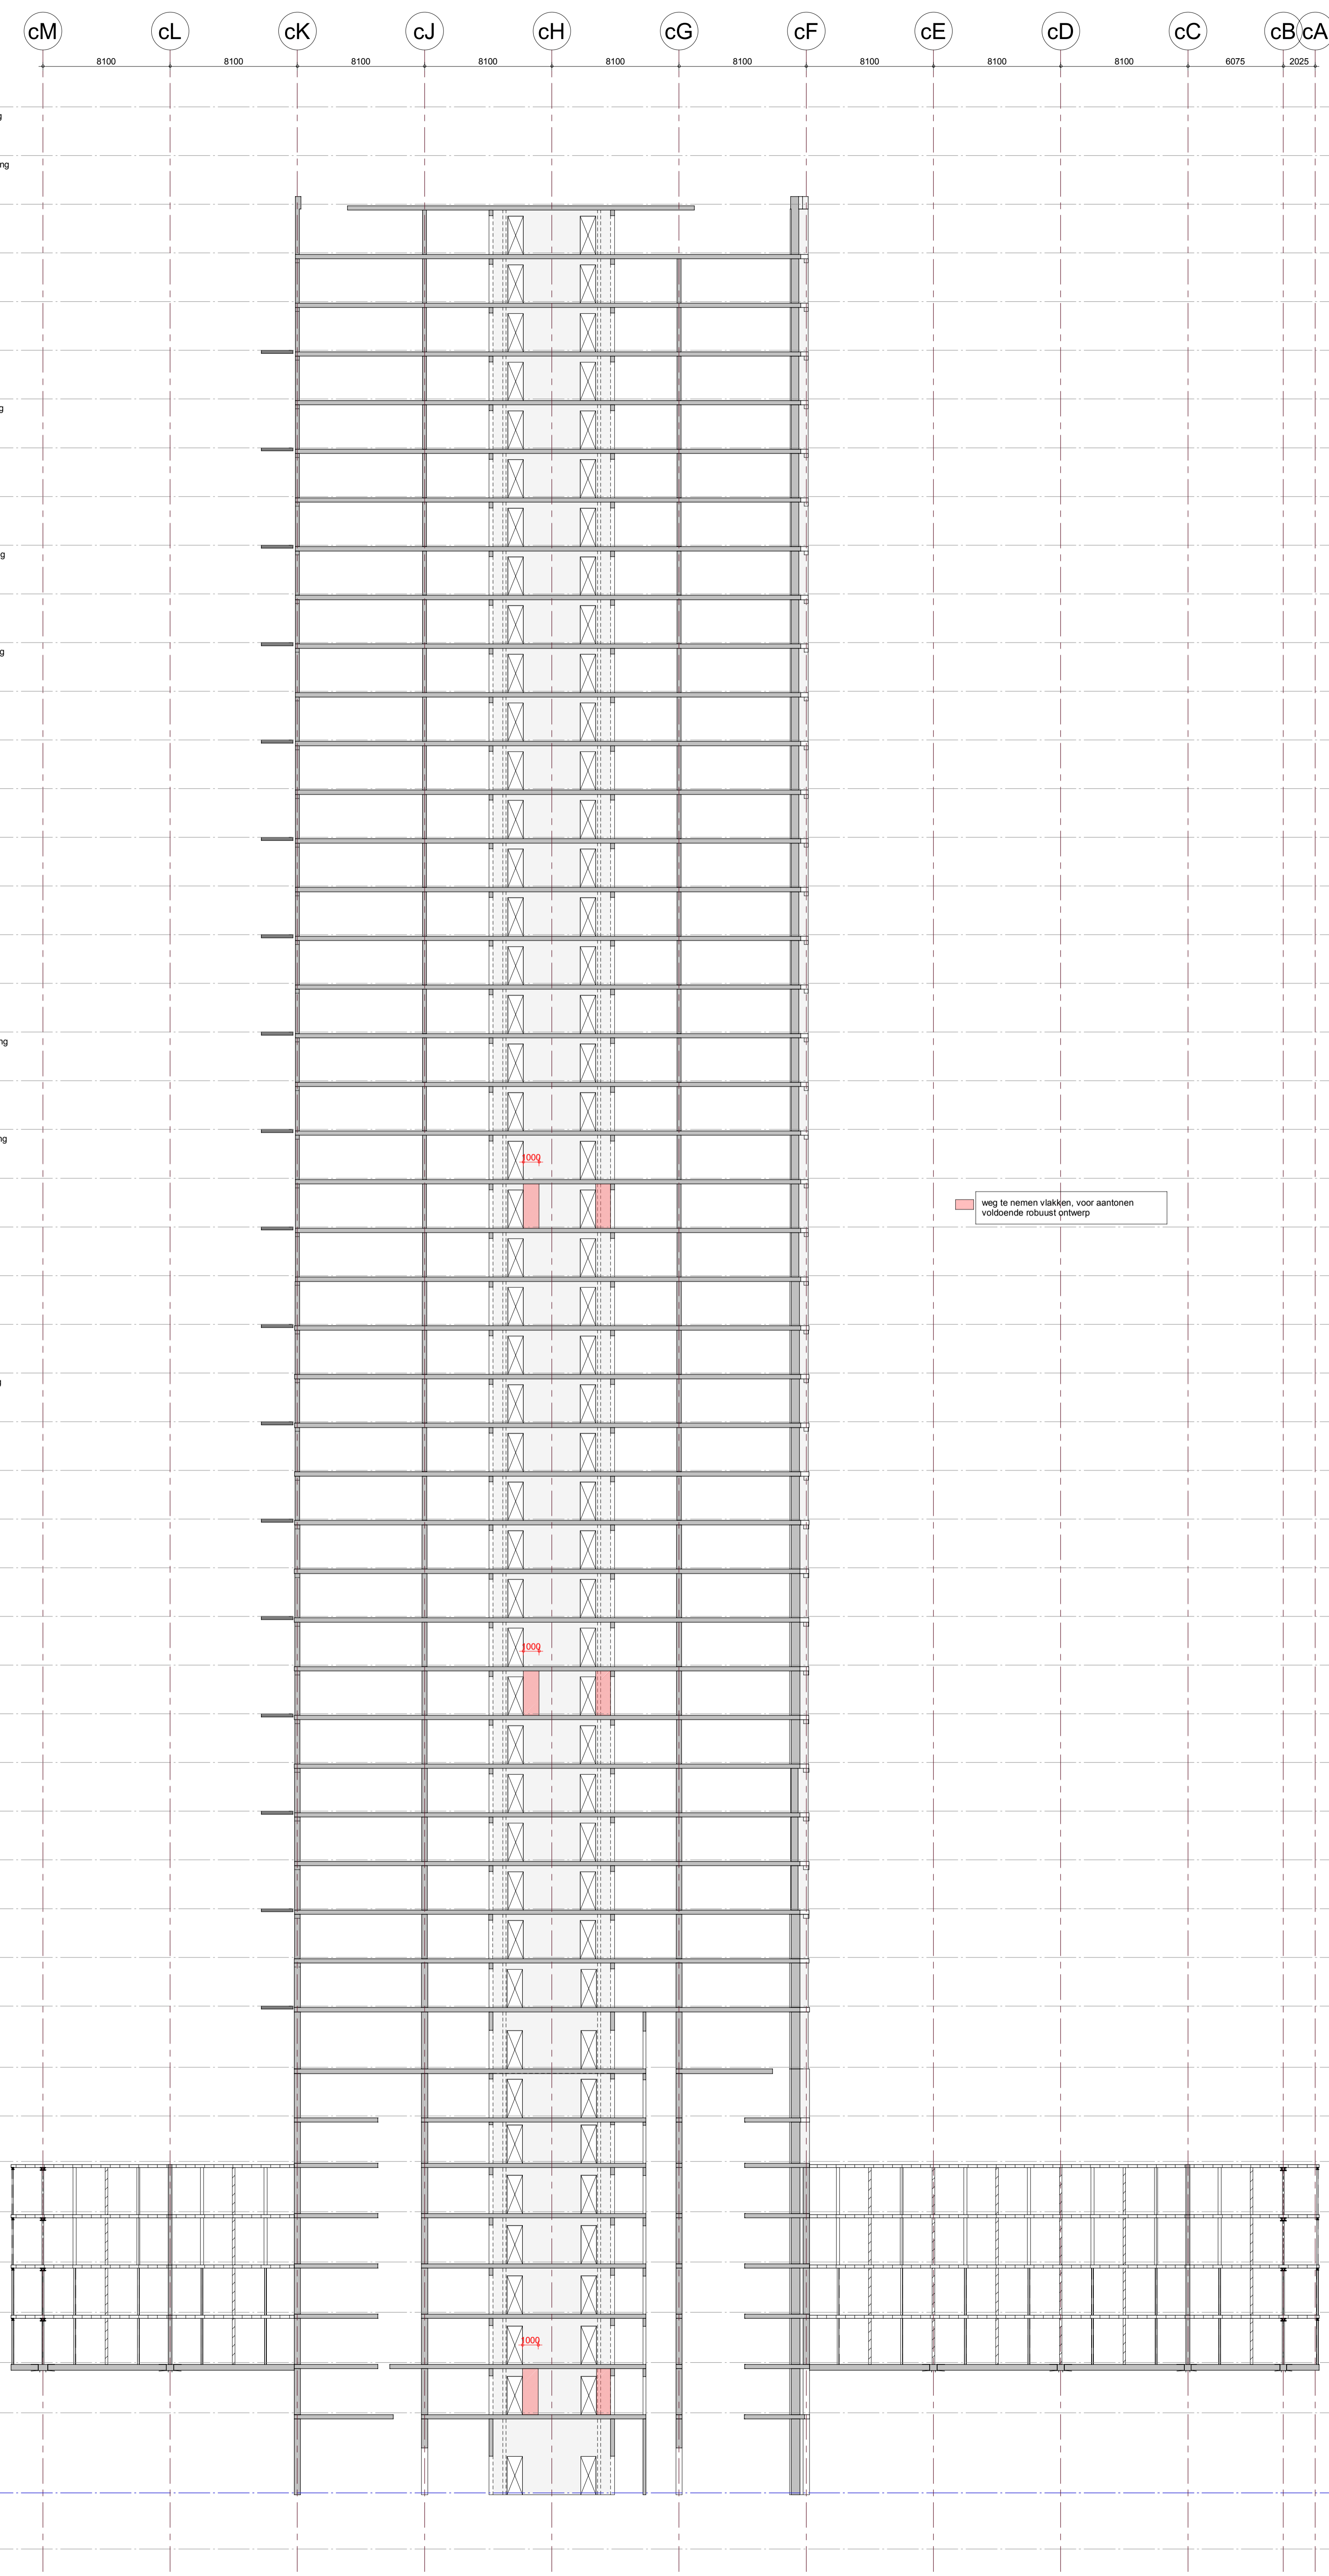 cM cL cK cJ cH cG cF cE cD cC cB cA
8100 8100 8100 8100 8100 8100 8100 8100 8100 6075 2025
1000
weg te nemen vlakken, voor aantonen
voldoende robuust ontwerp
1000
1000